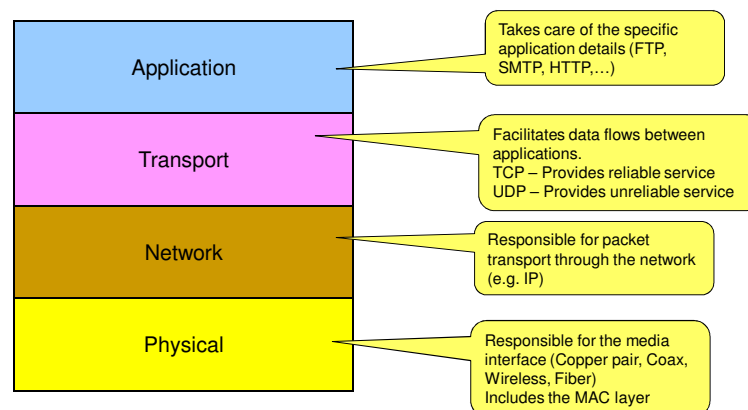 Application
Takes care of the specific
application details (FTP,
SMTP, HTTP,…)
Transport
Facilitates data flows between
applications.
TCP – Provides reliable service
UDP – Provides unreliable service
Network
Responsible for packet
transport through the network
(e.g. IP)
Physical
Responsible for the media
interface (Copper pair, Coax,
Wireless, Fiber)
Includes the MAC layer